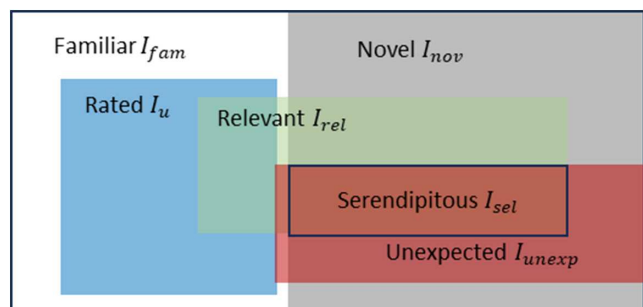 Familiar I_fam
Novel I_nov
Rated I_u
Relevant I_rel
Serendipitous I_sel
Unexpected I_unexp